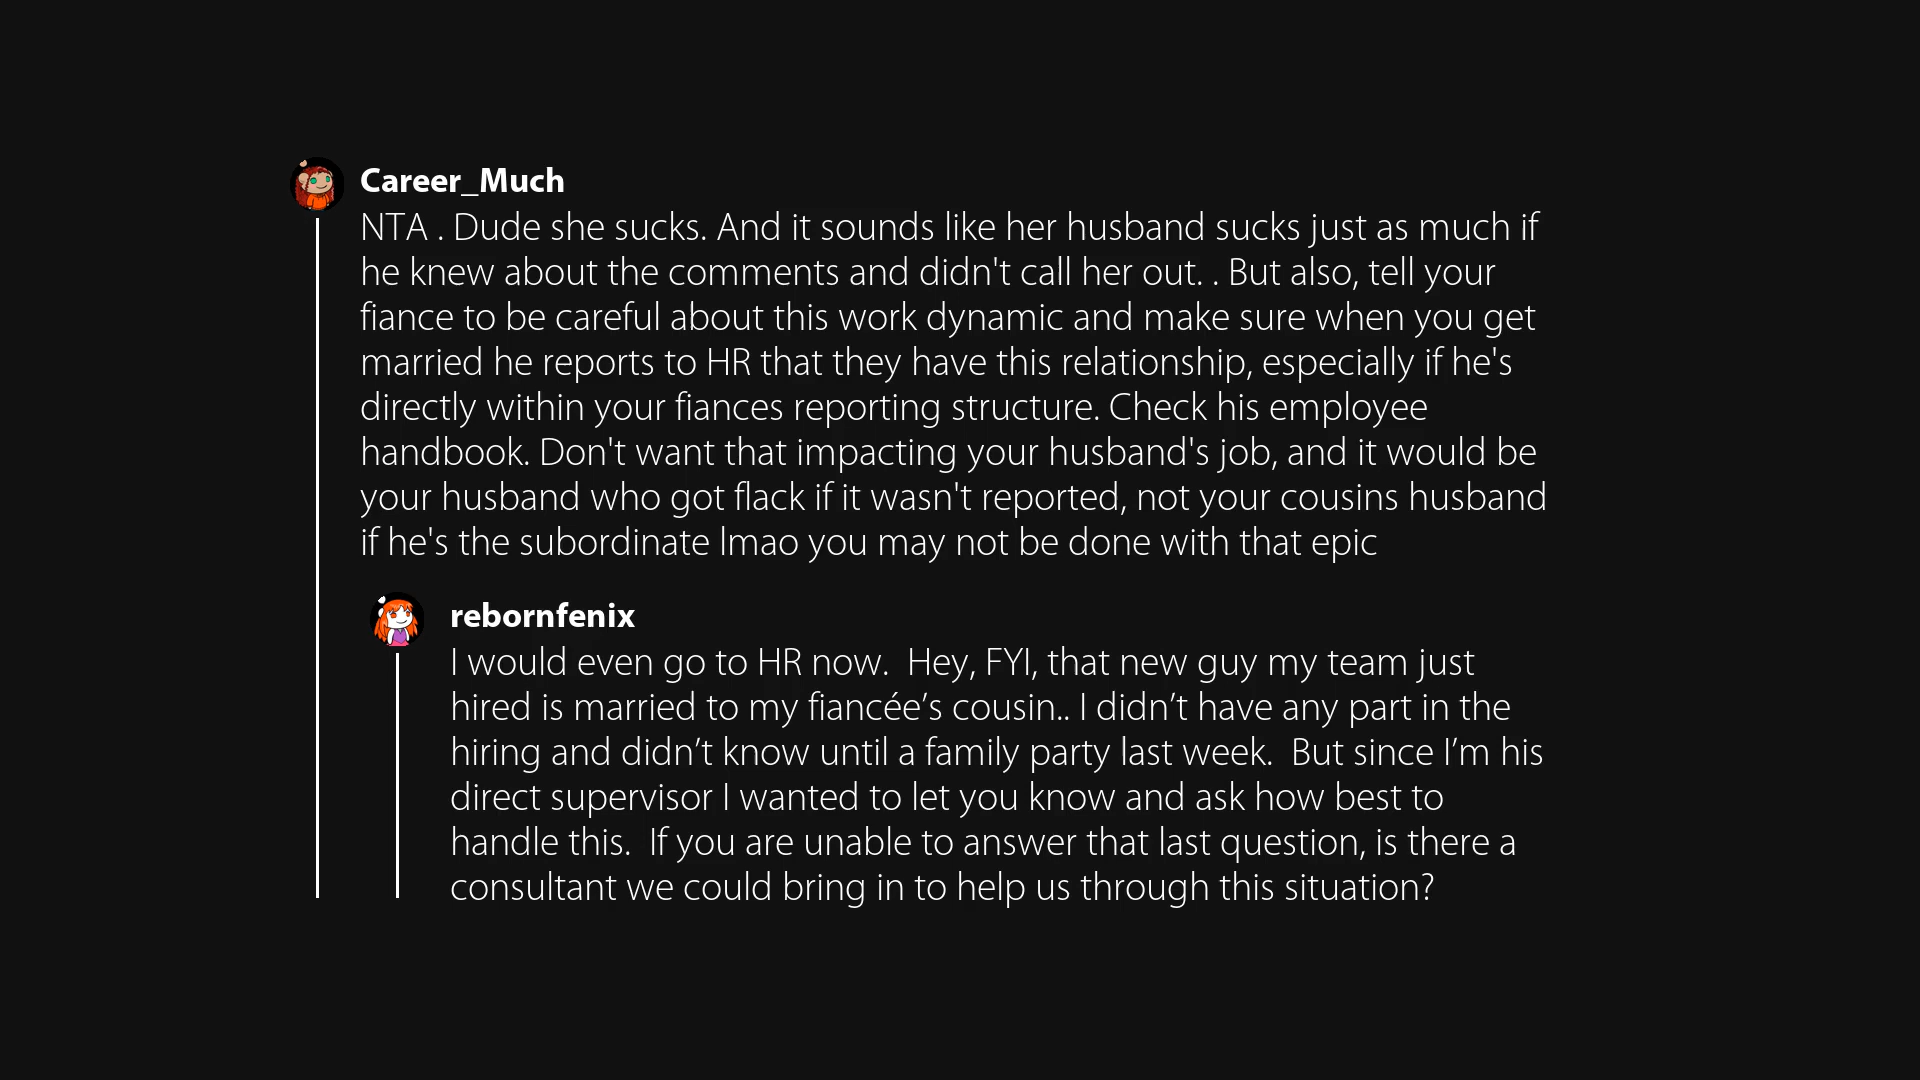 Career_Much
NTA . Dude she sucks. And it sounds like her husband sucks just as much if
he knew about the comments and didn't call her out. . But also, tell your
fiance to be careful about this work dynamic and make sure when you get
married he reports to HR that they have this relationship, especially if he's
directly within your fiances reporting structure. Check his employee
handbook. Don't want that impacting your husband's job, and it would be
your husband who got flack if it wasn't reported, not your cousins husband
if he's the subordinate lmao you may not be done with that epic
rebornfenix
I would even go to HR now.  Hey, FYI, that new guy my team just
hired is married to my fiancée’s cousin.. I didn’t have any part in the
hiring and didn’t know until a family party last week.  But since I’m his
direct supervisor I wanted to let you know and ask how best to
handle this.  If you are unable to answer that last question, is there a
consultant we could bring in to help us through this situation?